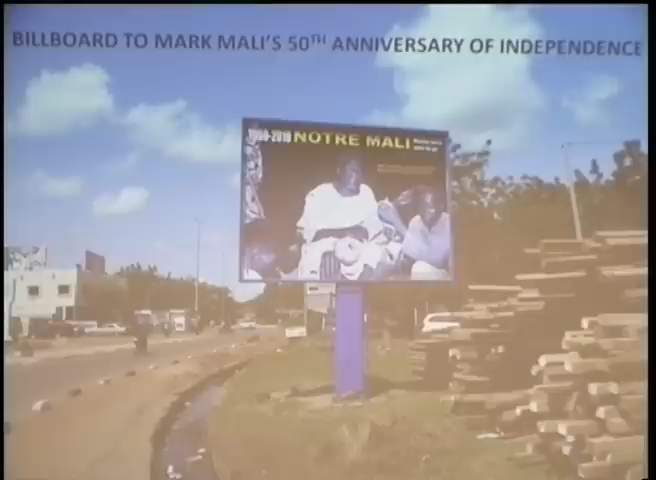 BILLBOARD TO MARK MALI'S 50TH ANNIVERSARY OF INDEPENDENCE
1960-2010 NOTRE MALI